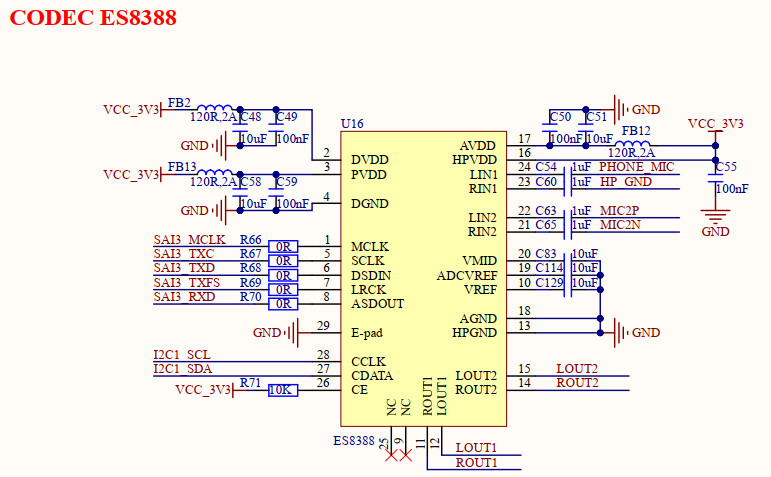 CODEC ES8388
VCC_3V3
FB2
120R,2A
C48
C49
10uF
100nF
GND
VCC_3V3
FB13
120R,2A
C58
C59
10uF
100nF
GND
U16
2
DVDD
3
PVDD
4
DGND
SAI3_MCLK
R66
0R
1
MCLK
SAI3_TXC
R67
0R
5
SCLK
SAI3_TXD
R68
0R
6
DSDIN
SAI3_TXFS
R69
0R
7
LRCK
SAI3_RXD
R70
0R
8
ASDOUT
GND
29
E-pad
I2C1_SCL
28
CCLK
I2C1_SDA
27
CDATA
VCC_3V3
R71
10K
26
CE
ES8388
NC
25
NC
9
ROUT1
11
LOUT1
12
LOUT1
ROUT1
C50
C51
GND
100nF
10uF
FB12
120R,2A
VCC_3V3
C55
100nF
GND
AVDD
17
HPVDD
16
LIN1
24
C54
1uF
PHONE_MIC
RIN1
23
C60
1uF
HP_GND
LIN2
22
C63
1uF
MIC2P
RIN2
21
C65
1uF
MIC2N
VMID
20
C83
10uF
ADCVREF
19
C114
10uF
VREF
10
C129
10uF
AGND
18
HPGND
13
GND
LOUT2
15
LOUT2
ROUT2
14
ROUT2